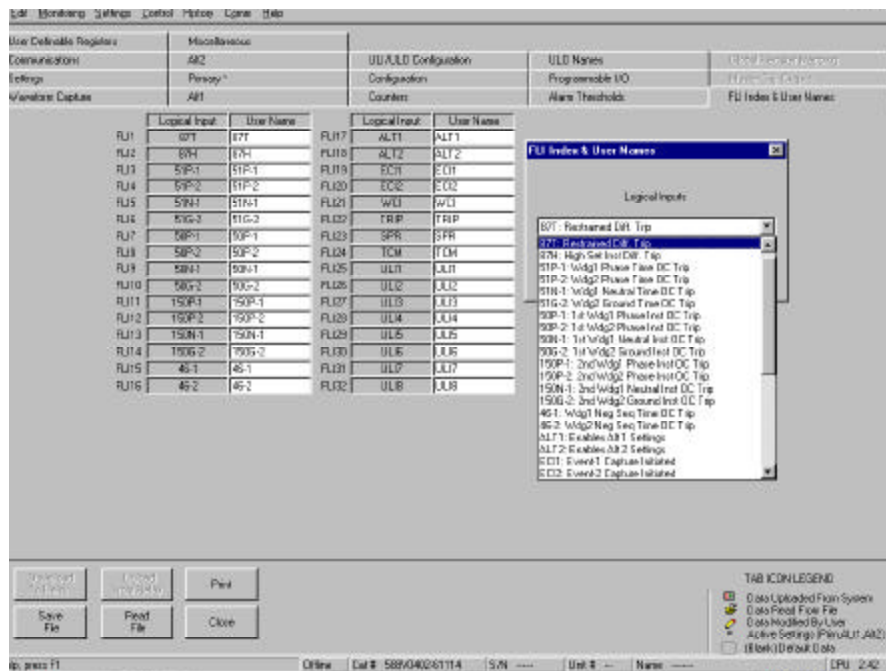 Edit Monitoring Settings Control History Comm Help
User Definable Registers Miscellaneous
Communications Alt2 ULI/ULO Configuration ULO Names
Settings Primary * Configuration Programmable I/O
Waveform Capture Alt1 Counters Alarm Thresholds FLI Index & User Names
Logical Input User Name Logical Input User Name
FLI1 87T 87T FLI17 ALT1 ALT1
FLI2 87H 87H FLI18 ALT2 ALT2
FLI3 51P-1 51P-1 FLI19 ECI1 ECI1
FLI4 51P-2 51P-2 FLI20 ECI2 ECI2
FLI5 51N-1 51N-1 FLI21 WCI WCI
FLI6 51G-2 51G-2 FLI22 TRIP TRIP
FLI7 50P-1 50P-1 FLI23 SPR SPR
FLI8 50P-2 50P-2 FLI24 TCM TCM
FLI9 50N-1 50N-1 FLI25 ULI1 ULI1
FLI10 50G-2 50G-2 FLI26 ULI2 ULI2
FLI11 150P-1 150P-1 FLI27 ULI3 ULI3
FLI12 150P-2 150P-2 FLI28 ULI4 ULI4
FLI13 150N-1 150N-1 FLI29 ULI5 ULI5
FLI14 150G-2 150G-2 FLI30 ULI6 ULI6
FLI15 46-1 46-1 FLI31 ULI7 ULI7
FLI16 46-2 46-2 FLI32 ULI8 ULI8
FLI Index & User Names
Logical Inputs
87T: Restrained Diff. Trip
87T: Restrained Diff. Trip
87H: High Set Inst Diff. Trip
51P-1: Wdg1 Phase Time OC Trip
51P-2: Wdg2 Phase Time OC Trip
51N-1: Wdg1 Neutral Time OC Trip
51G-2: Wdg2 Ground Time OC Trip
50P-1: 1st Wdg1 Phase Inst OC Trip
50P-2: 1st Wdg2 Phase Inst OC Trip
50N-1: 1st Wdg1 Neutral Inst OC Trip
50G-2: 1st Wdg2 Ground Inst OC Trip
150P-1: 2nd Wdg1 Phase Inst OC Trip
150P-2: 2nd Wdg2 Phase Inst OC Trip
150N-1: 2nd Wdg1 Neutral Inst OC Trip
150G-2: 2nd Wdg2 Ground Inst OC Trip
46-1: Wdg1 Neg Seq Time OC Trip
46-2: Wdg2 Neg Seq Time OC Trip
ALT1: Enables Alt1 Settings
ALT2: Enables Alt2 Settings
ECI1: Event-1 Capture Initiated
ECI2: Event-2 Capture Initiated
Print
Save File
Read File
Close
TAB ICON LEGEND
Data Uploaded From System
Data Read From File
Data Modified By User
* Active Settings (Prim,ALt1,Alt2)
(Blank) Default Data
p, press F1 Offline Cat # 588V0402-61114 S/N ---- Unit # -- Name ----- CPU 2.42